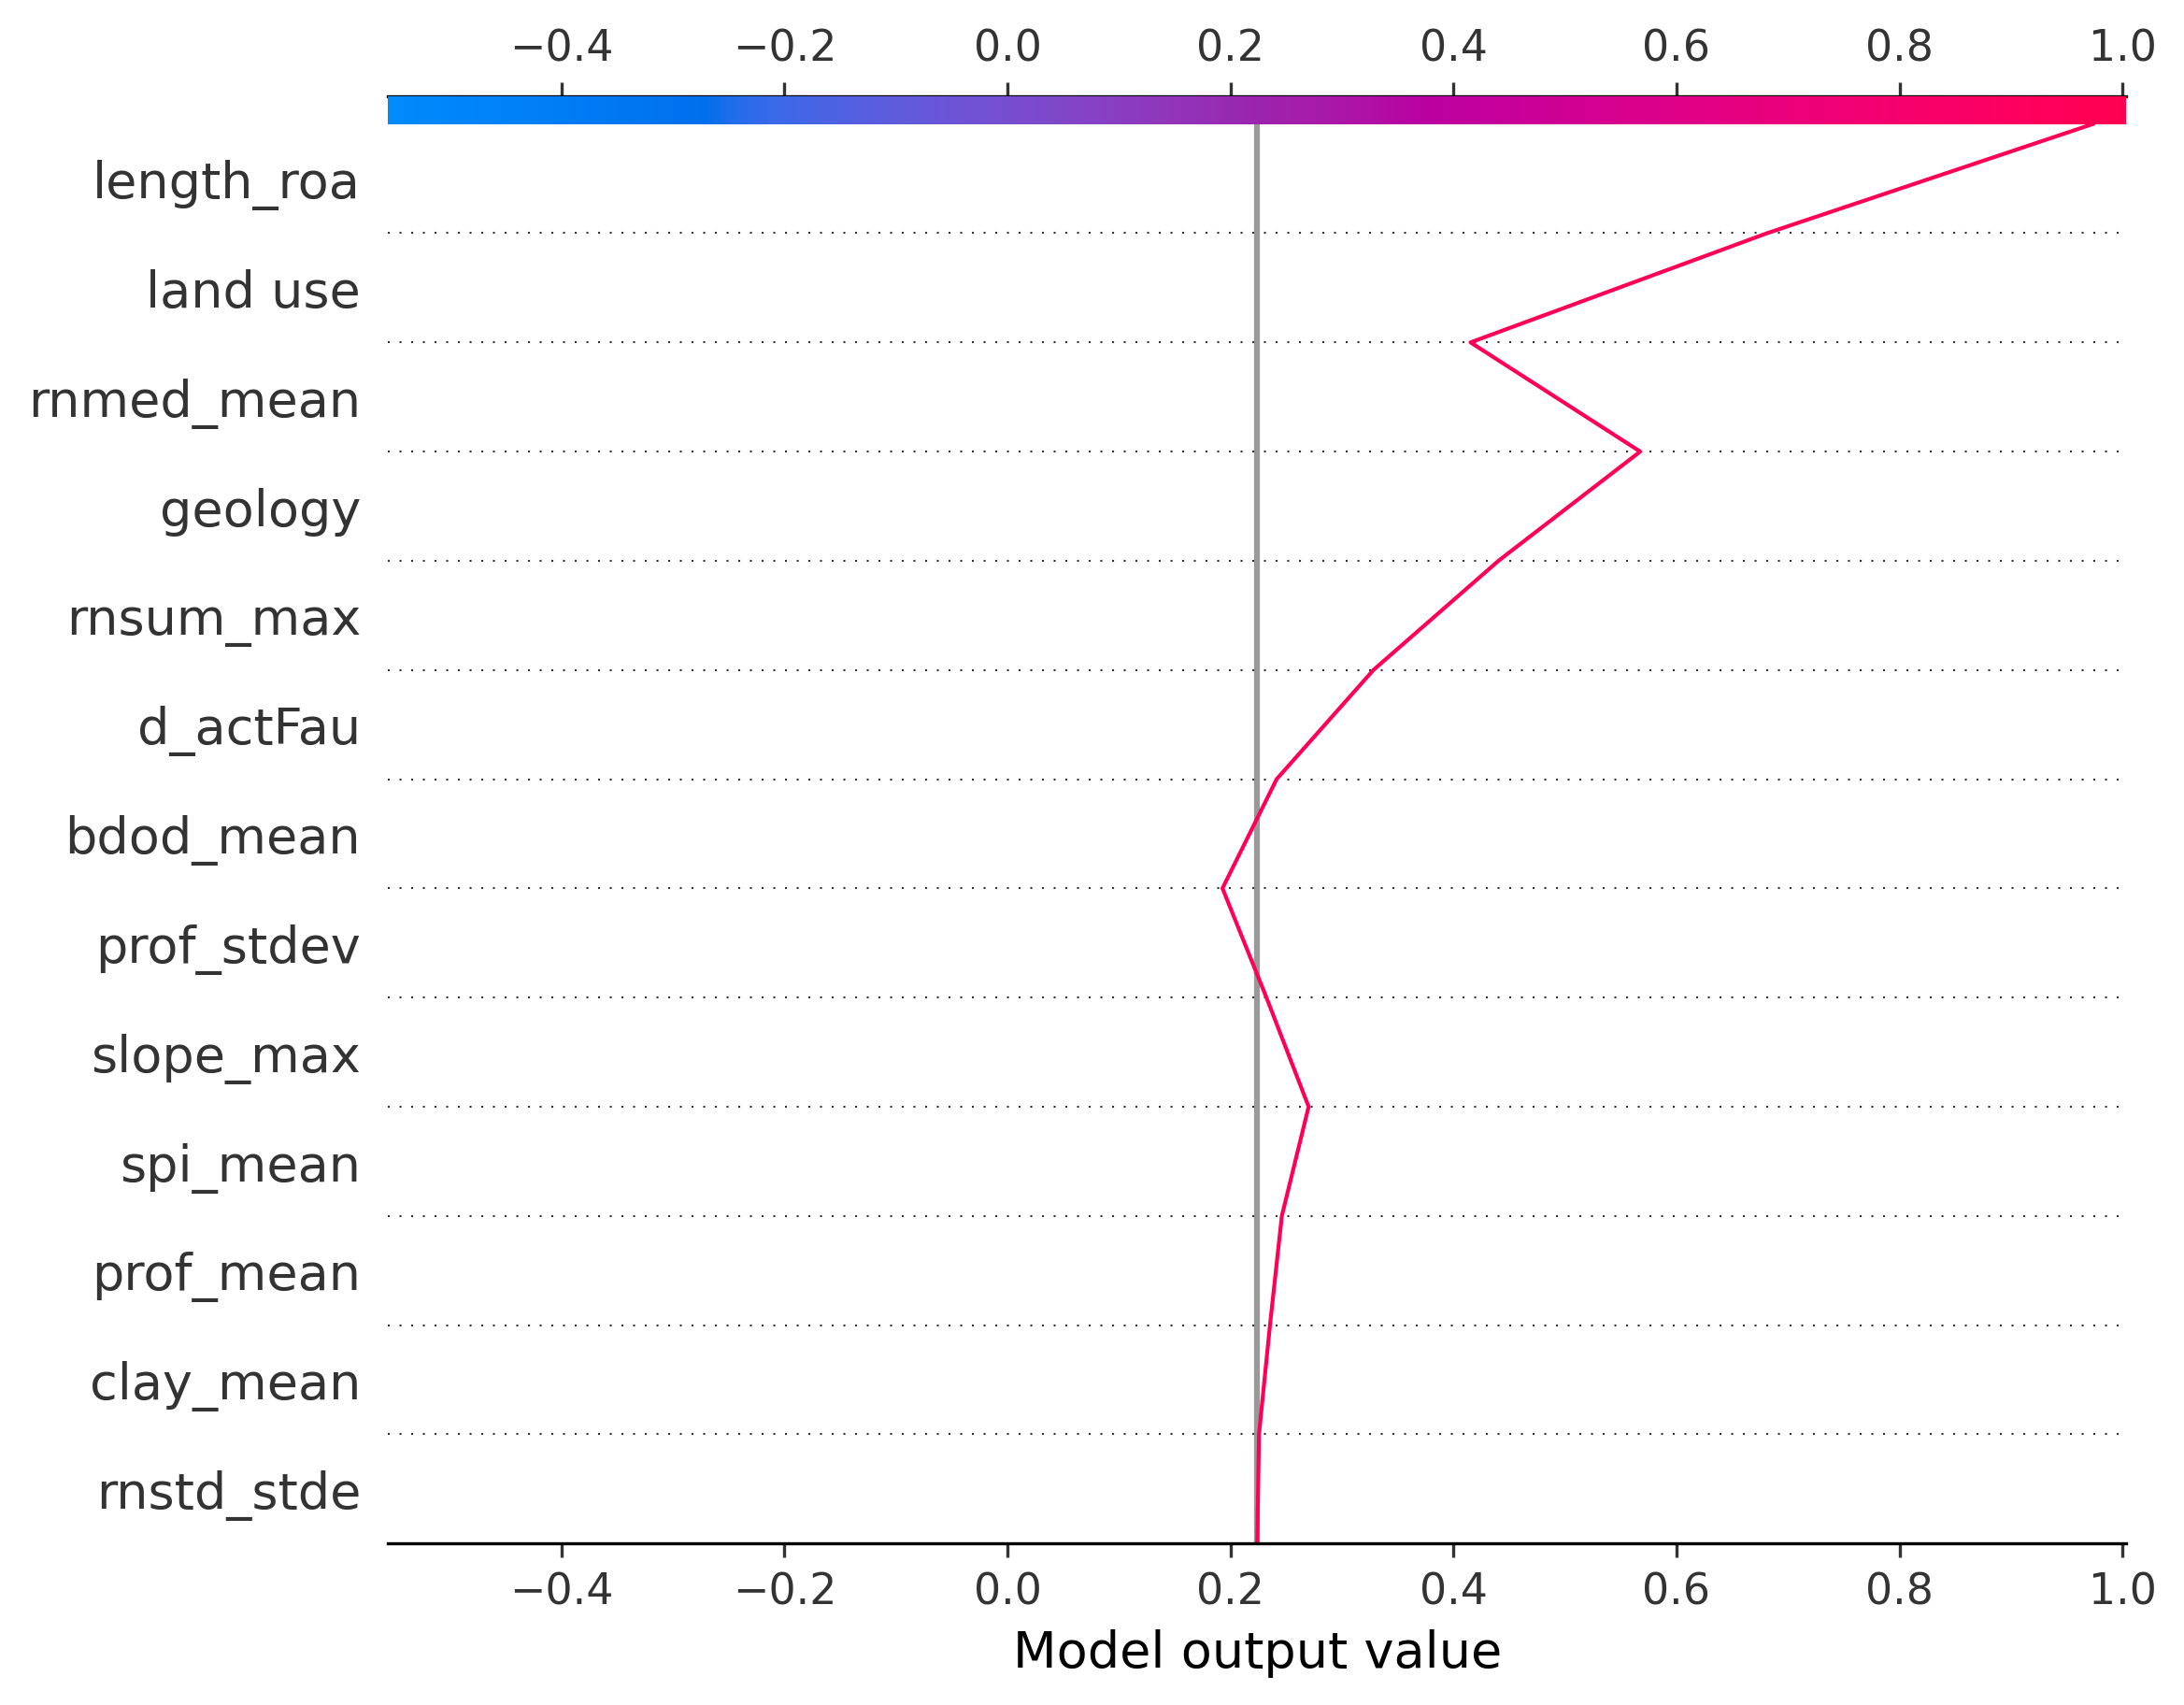 −0.4 −0.2 0.0 0.2 0.4 0.6 0.8 1.0
length_roa
land use
rnmed_mean
geology
rnsum_max
d_actFau
bdod_mean
prof_stdev
slope_max
spi_mean
prof_mean
clay_mean
rnstd_stde
−0.4 −0.2 0.0 0.2 0.4 0.6 0.8 1.0
Model output value